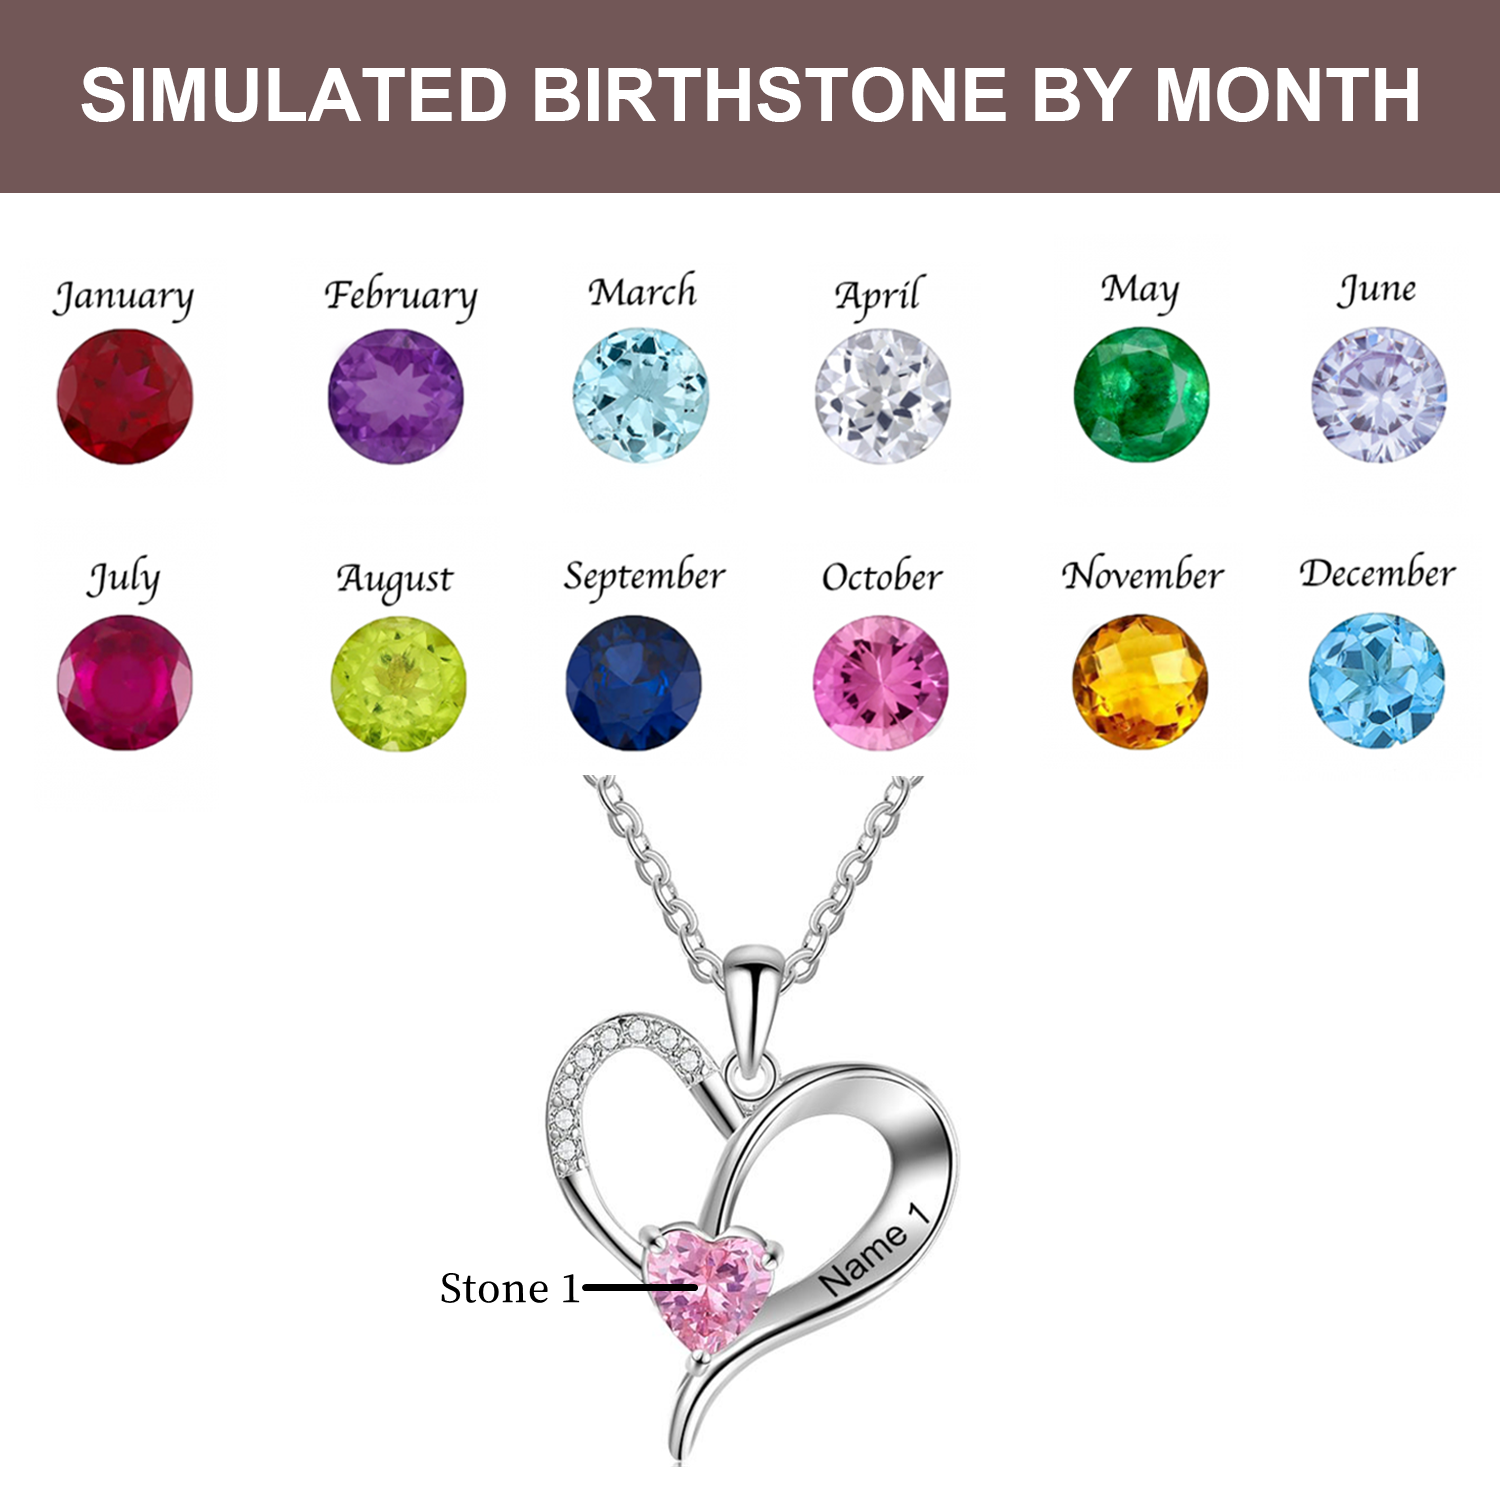 SIMULATED BIRTHSTONE BY MONTH
January February March April May June
July August September October November December
Name 1
Stone 1